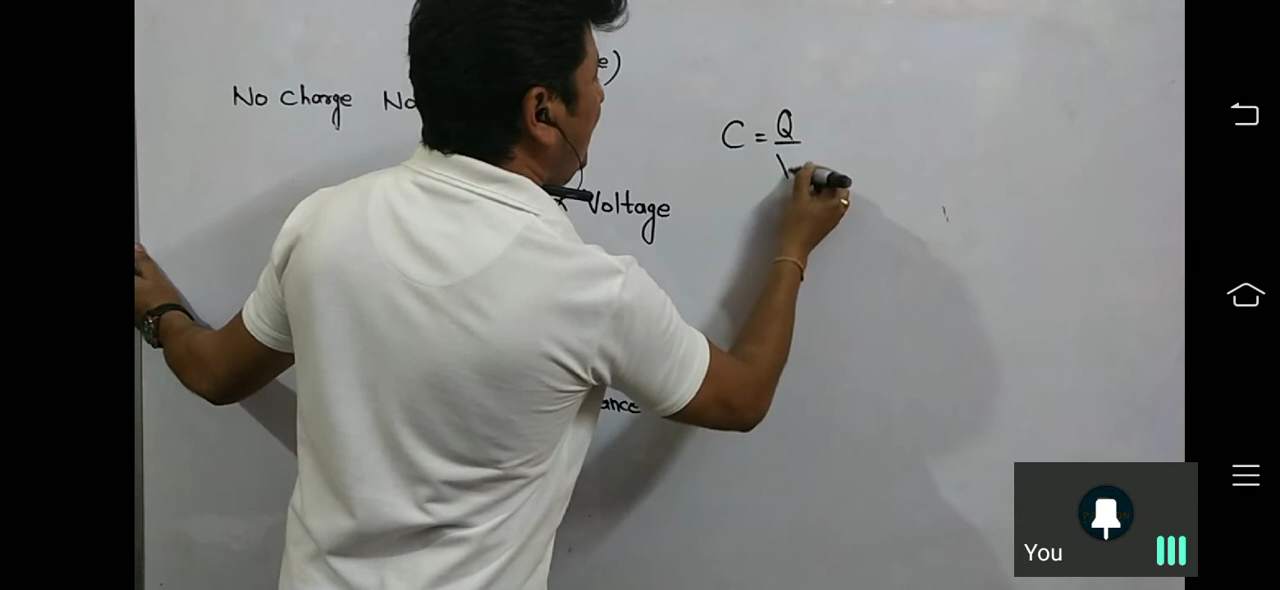 No Charge No
e)
C = Q
Voltage
ance
You